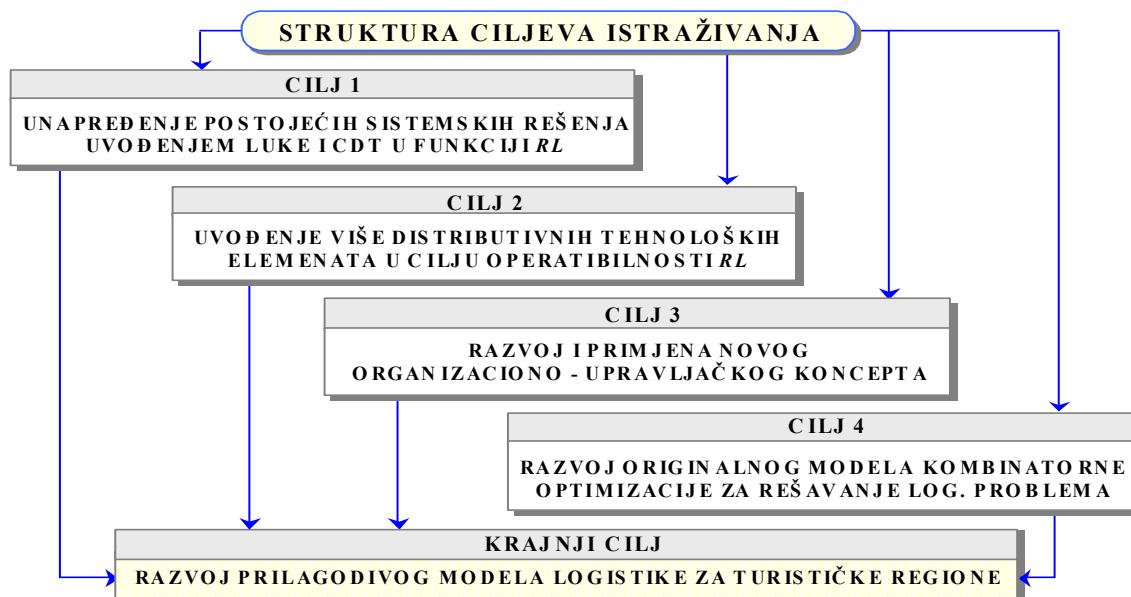 STRUKTURA CILJEVA ISTRAŽIVANJA
CILJ 1
UNAPREĐENJE POSTOJEĆIH SISTEMSKIH REŠENJA
UVOĐENJEM LUKE I CDT U FUNKCIJI RL
CILJ 2
UVOĐENJE VIŠE DISTRIBUTIVNIH TEHNOLOŠKIH
ELEMENATA U CILJU OPERATIBILNOSTI RL
CILJ 3
RAZVOJ I PRIMJENA NOVOG
ORGANIZACIONO - UPRAVLJAČKOG KONCEPTA
CILJ 4
RAZVOJ ORIGINALNOG MODELA KOMBINATORNE
OPTIMIZACIJE ZA REŠAVANJE LOG. PROBLEMA
KRAJNJI CILJ
RAZVOJ PRILAGODIVOG MODELA LOGISTIKE ZA TURISTIČKE REGIONE